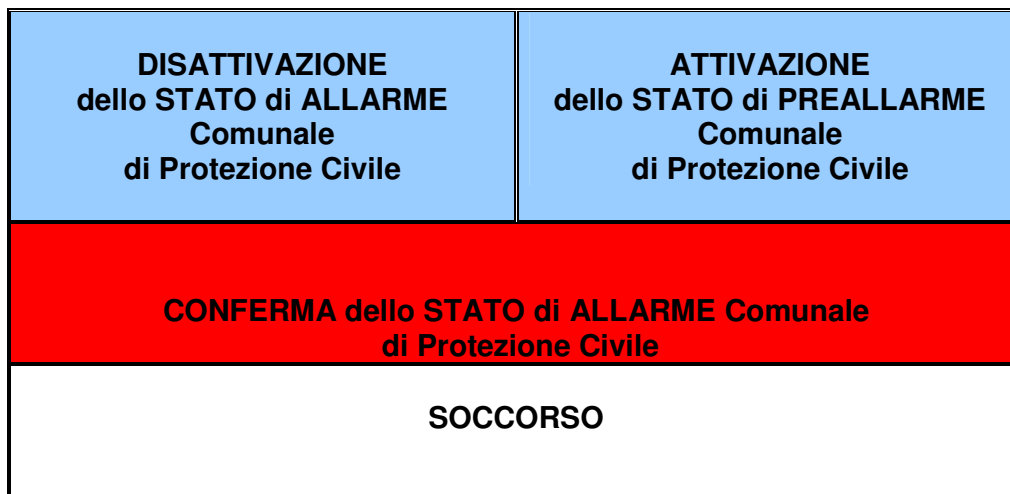 DISATTIVAZIONE
dello STATO di ALLARME
Comunale
di Protezione Civile
ATTIVAZIONE
dello STATO di PREALLARME
Comunale
di Protezione Civile
CONFERMA dello STATO di ALLARME Comunale
di Protezione Civile
SOCCORSO